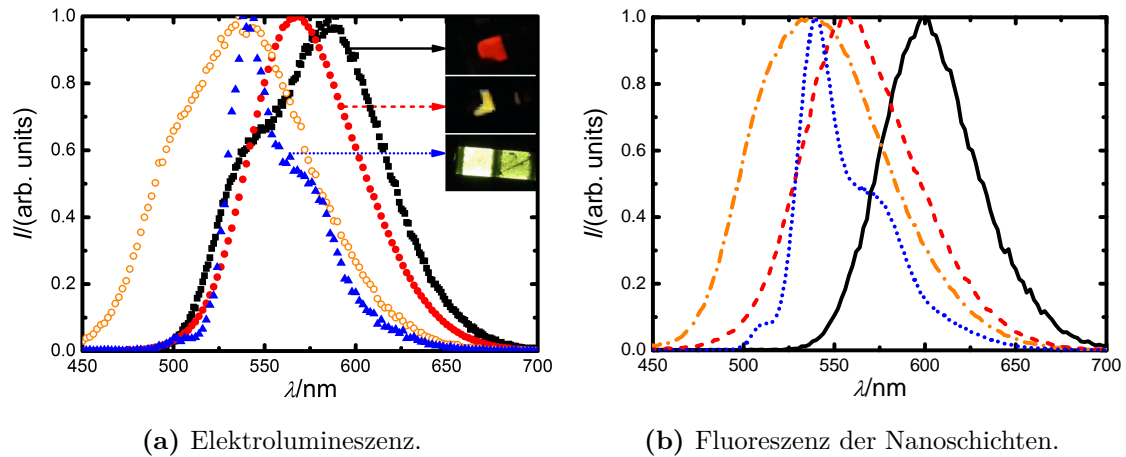 1.0
0.8
0.6
0.4
0.2
0.0
I/(arb. units)
450 500 550 600 650 700
λ/nm
(a) Elektrolumineszenz.
1.0
0.8
0.6
0.4
0.2
0.0
I/(arb. units)
450 500 550 600 650 700
λ/nm
(b) Fluoreszenz der Nanoschichten.